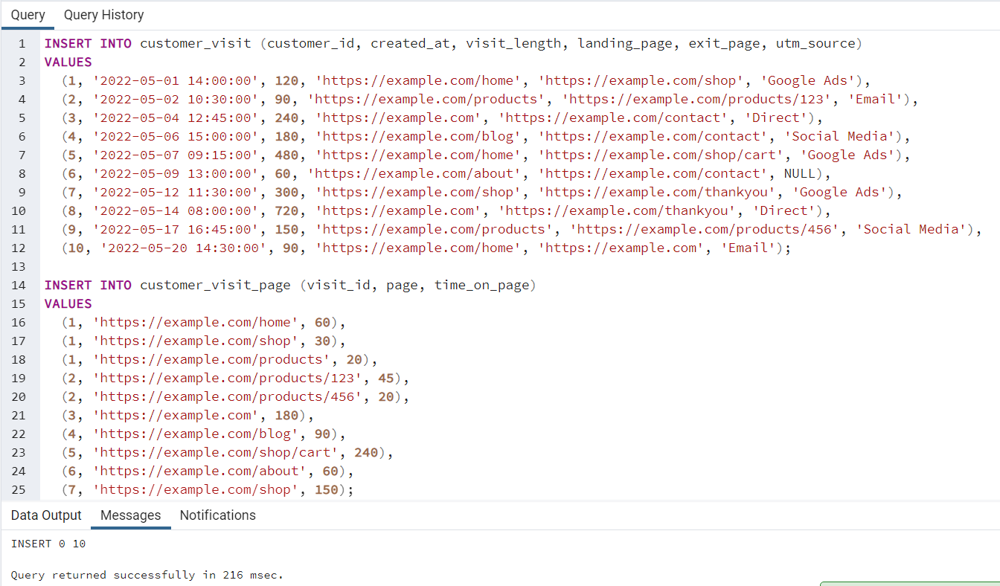 Query Query History
1 INSERT INTO customer_visit (customer_id, created_at, visit_length, landing_page, exit_page, utm_source)
2 VALUES
3 (1, '2022-05-01 14:00:00', 120, 'https://example.com/home', 'https://example.com/shop', 'Google Ads'),
4 (2, '2022-05-02 10:30:00', 90, 'https://example.com/products', 'https://example.com/products/123', 'Email'),
5 (3, '2022-05-04 12:45:00', 240, 'https://example.com', 'https://example.com/contact', 'Direct'),
6 (4, '2022-05-06 15:00:00', 180, 'https://example.com/blog', 'https://example.com/contact', 'Social Media'),
7 (5, '2022-05-07 09:15:00', 480, 'https://example.com/home', 'https://example.com/shop/cart', 'Google Ads'),
8 (6, '2022-05-09 13:00:00', 60, 'https://example.com/about', 'https://example.com/contact', NULL),
9 (7, '2022-05-12 11:30:00', 300, 'https://example.com/shop', 'https://example.com/thankyou', 'Google Ads'),
10 (8, '2022-05-14 08:00:00', 720, 'https://example.com', 'https://example.com/thankyou', 'Direct'),
11 (9, '2022-05-17 16:45:00', 150, 'https://example.com/products', 'https://example.com/products/456', 'Social Media'),
12 (10, '2022-05-20 14:30:00', 90, 'https://example.com/home', 'https://example.com', 'Email');
13
14 INSERT INTO customer_visit_page (visit_id, page, time_on_page)
15 VALUES
16 (1, 'https://example.com/home', 60),
17 (1, 'https://example.com/shop', 30),
18 (1, 'https://example.com/products', 20),
19 (2, 'https://example.com/products/123', 45),
20 (2, 'https://example.com/products/456', 20),
21 (3, 'https://example.com', 180),
22 (4, 'https://example.com/blog', 90),
23 (5, 'https://example.com/shop/cart', 240),
24 (6, 'https://example.com/about', 60),
25 (7, 'https://example.com/shop', 150);
Data Output Messages Notifications
INSERT 0 10
Query returned successfully in 216 msec.